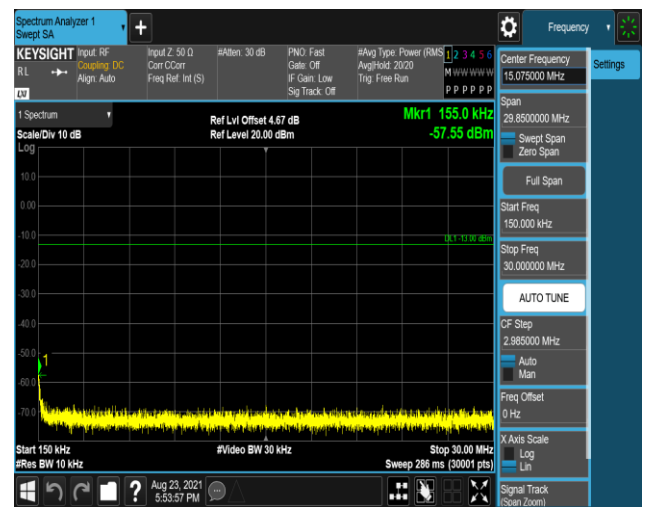 Spectrum Analyzer 1
Swept SA
+
Frequency
KEYSIGHT
RL
LXI
Input: RF
Coupling: DC
Align: Auto
Input Z: 50 Ω
Corr CCorr
Freq Ref: Int (S)
#Atten: 30 dB
PNO: Fast
Gate: Off
IF Gain: Low
Sig Track: Off
#Avg Type: Power (RMS
Avg|Hold: 20/20
Trig: Free Run
1 2 3 4 5 6
M W W W W W
P P P P P P
Center Frequency
15.075000 MHz
Settings
Span
29.8500000 MHz
Swept Span
Zero Span
Full Span
Start Freq
150.000 kHz
Stop Freq
30.000000 MHz
AUTO TUNE
CF Step
2.985000 MHz
Auto
Man
Freq Offset
0 Hz
X Axis Scale
Log
Lin
Signal Track
(Span Zoom)
1 Spectrum
Scale/Div 10 dB
Log
Ref Lvl Offset 4.67 dB
Ref Level 20.00 dBm
Mkr1 155.0 kHz
-57.55 dBm
10.0
0.00
-10.0
DL1 -13.00 dBm
-20.0
-30.0
-40.0
-50.0
1
-60.0
-70.0
Start 150 kHz
#Res BW 10 kHz
#Video BW 30 kHz
Stop 30.00 MHz
Sweep 286 ms (30001 pts)
?
Aug 23, 2021
5:53:57 PM